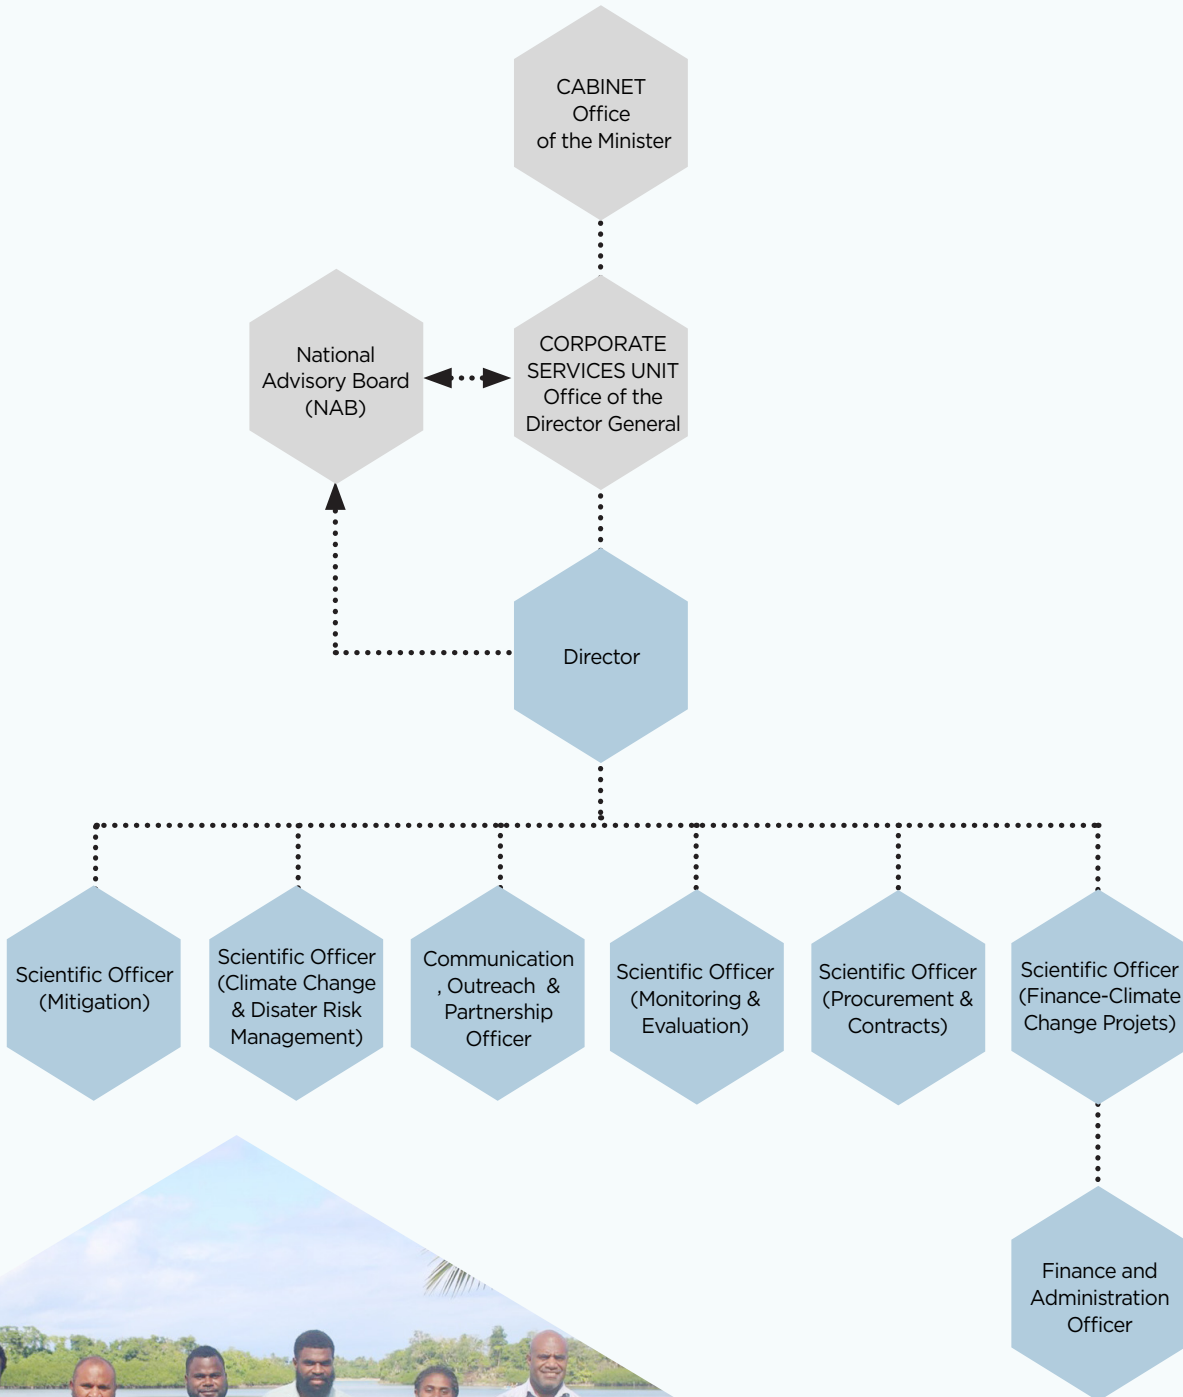 CABINET
Office
of the Minister
National
Advisory Board
(NAB)
CORPORATE
SERVICES UNIT
Office of the
Director General
Director
Scientific Officer
(Mitigation)
Scientific Officer
(Climate Change
& Disater Risk
Management)
Communication
, Outreach &
Partnership
Officer
Scientific Officer
(Monitoring &
Evaluation)
Scientific Officer
(Procurement &
Contracts)
Scientific Officer
(Finance-Climate
Change Projets)
Finance and
Administration
Officer